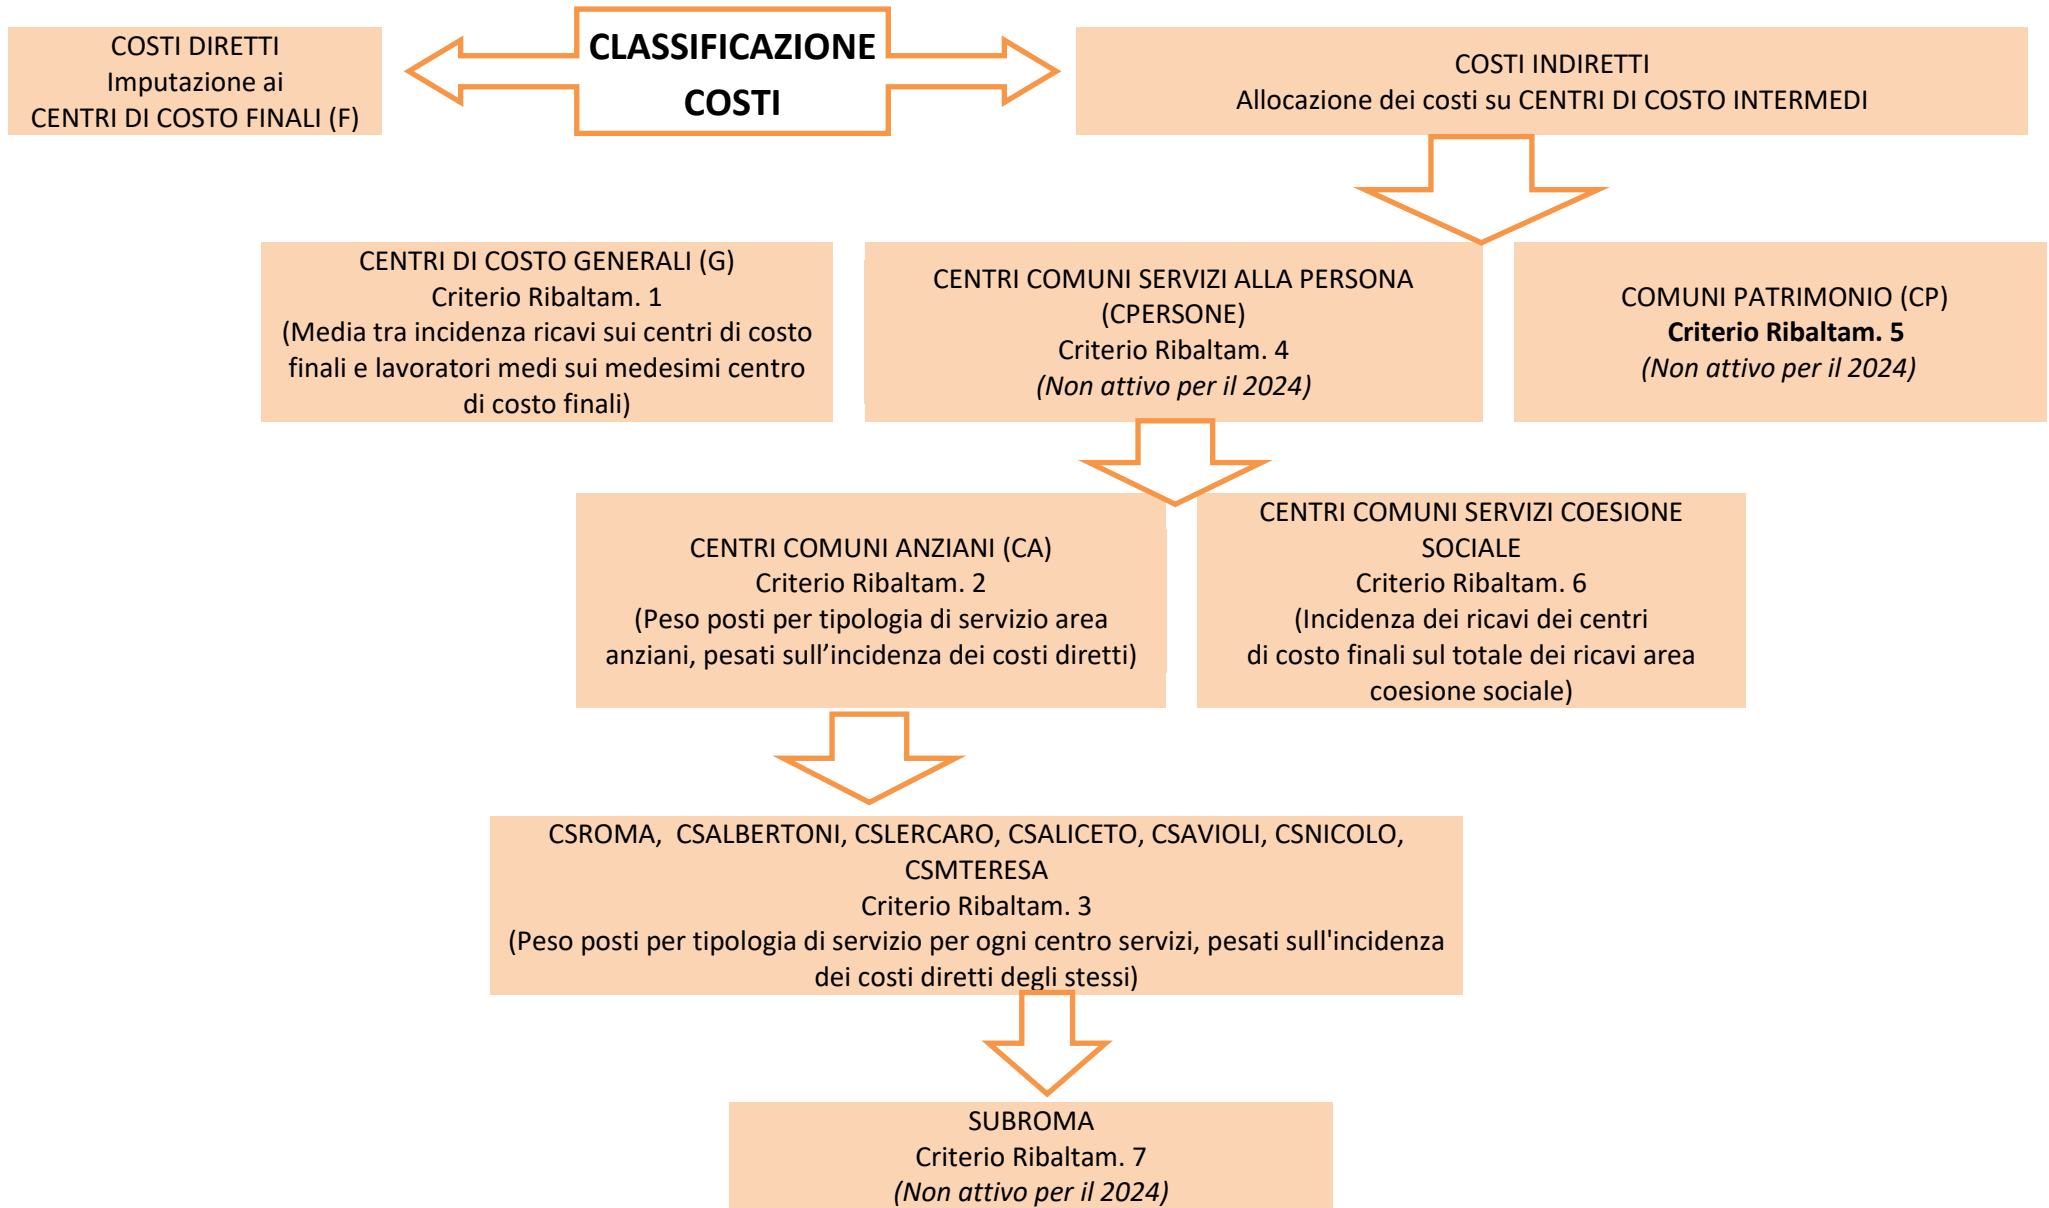 COSTI DIRETTI
Imputazione ai
CENTRI DI COSTO FINALI (F)
CLASSIFICAZIONE
COSTI
COSTI INDIRETTI
Allocazione dei costi su CENTRI DI COSTO INTERMEDI
CENTRI DI COSTO GENERALI (G)
Criterio Ribaltam. 1
(Media tra incidenza ricavi sui centri di costo
finali e lavoratori medi sui medesimi centro
di costo finali)
CENTRI COMUNI SERVIZI ALLA PERSONA
(CPERSONE)
Criterio Ribaltam. 4
(Non attivo per il 2024)
COMUNI PATRIMONIO (CP)
Criterio Ribaltam. 5
(Non attivo per il 2024)
CENTRI COMUNI ANZIANI (CA)
Criterio Ribaltam. 2
(Peso posti per tipologia di servizio area
anziani, pesati sull’incidenza dei costi diretti)
CENTRI COMUNI SERVIZI COESIONE
SOCIALE
Criterio Ribaltam. 6
(Incidenza dei ricavi dei centri
di costo finali sul totale dei ricavi area
coesione sociale)
CSROMA, CSALBERTONI, CSLERCARO, CSALICETO, CSAVIOLI, CSNICOLO,
CSMTERESA
Criterio Ribaltam. 3
(Peso posti per tipologia di servizio per ogni centro servizi, pesati sull'incidenza
dei costi diretti degli stessi)
SUBROMA
Criterio Ribaltam. 7
(Non attivo per il 2024)